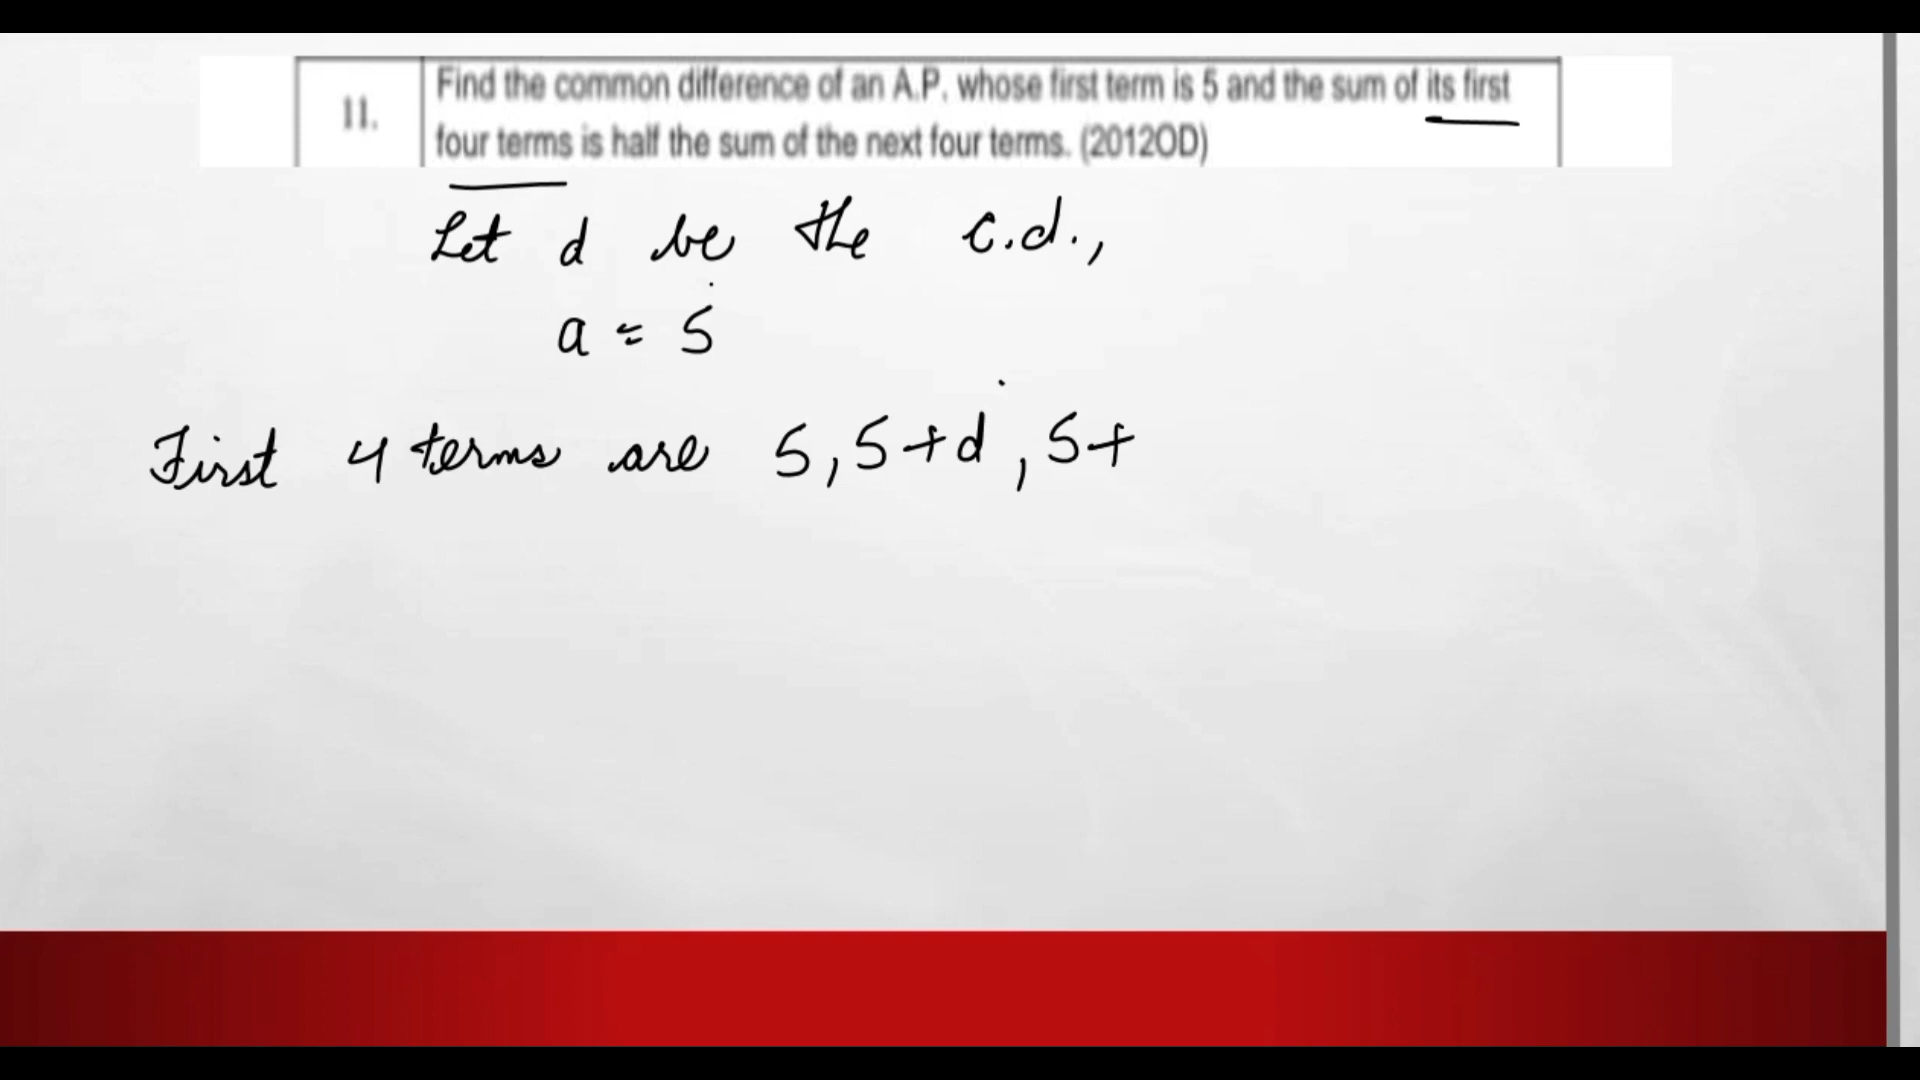 11. Find the common difference of an A.P. whose first term is 5 and the sum of its first
four terms is half the sum of the next four terms. (2012OD)
Let d be the c.d.,
a = 5
First 4 terms are 5, 5+d, 5+